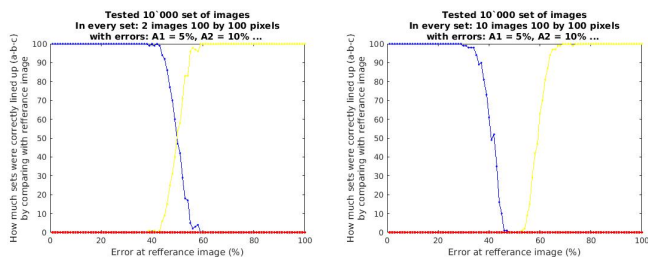 Tested 10`000 set of images
In every set: 2 images 100 by 100 pixels
with errors: A1 = 5%, A2 = 10% ...
How much sets were correctly lined up (a-b-c)
by comparing with refferance image
100
90
80
70
60
50
40
30
20
10
0
0 20 40 60 80 100
Error at refferance image (%)
Tested 10`000 set of images
In every set: 10 images 100 by 100 pixels
with errors: A1 = 5%, A2 = 10% ...
How much sets were correctly lined up (a-b-c)
by comparing with refferance image
100
90
80
70
60
50
40
30
20
10
0
0 20 40 60 80 100
Error at refferance image (%)